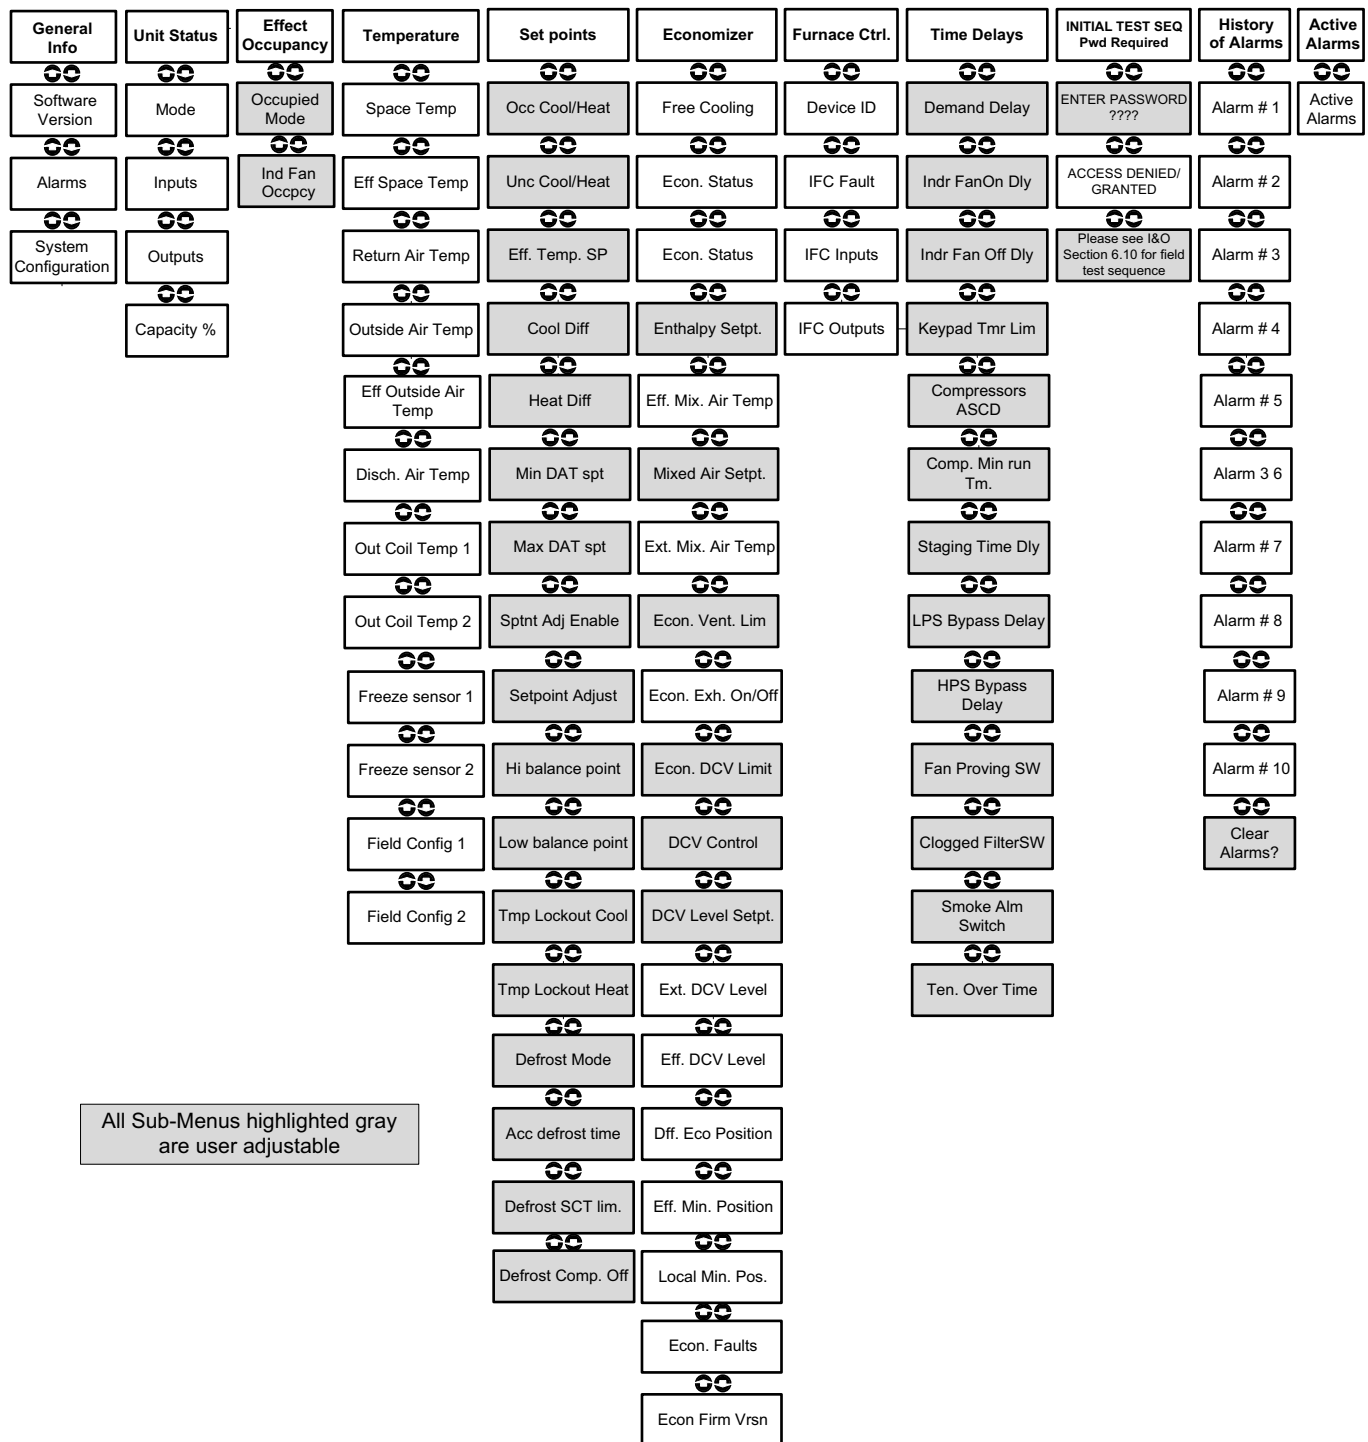 General
Info
Software
Version
Alarms
System
Configuration
Unit Status
Mode
Inputs
Outputs
Capacity %
Effect
Occupancy
Occupied
Mode
Ind Fan
Occpcy
Temperature
Space Temp
Eff Space Temp
Return Air Temp
Outside Air Temp
Eff Outside Air
Temp
Disch. Air Temp
Out Coil Temp 1
Out Coil Temp 2
Freeze sensor 1
Freeze sensor 2
Field Config 1
Field Config 2
Set points
Occ Cool/Heat
Unc Cool/Heat
Eff. Temp. SP
Cool Diff
Heat Diff
Min DAT spt
Max DAT spt
Sptnt Adj Enable
Setpoint Adjust
Hi balance point
Low balance point
Tmp Lockout Cool
Tmp Lockout Heat
Defrost Mode
Acc defrost time
Defrost SCT lim.
Defrost Comp. Off
Economizer
Free Cooling
Econ. Status
Econ. Status
Enthalpy Setpt.
Eff. Mix. Air Temp
Mixed Air Setpt.
Ext. Mix. Air Temp
Econ. Vent. Lim
Econ. Exh. On/Off
Econ. DCV Limit
DCV Control
DCV Level Setpt.
Ext. DCV Level
Eff. DCV Level
Dff. Eco Position
Eff. Min. Position
Local Min. Pos.
Econ. Faults
Econ Firm Vrsn
Furnace Ctrl.
Device ID
IFC Fault
IFC Inputs
IFC Outputs
Time Delays
Demand Delay
Indr FanOn Dly
Indr Fan Off Dly
Keypad Tmr Lim
Compressors
ASCD
Comp. Min run
Tm.
Staging Time Dly
LPS Bypass Delay
HPS Bypass
Delay
Fan Proving SW
Clogged FilterSW
Smoke Alm
Switch
Ten. Over Time
INITIAL TEST SEQ
Pwd Required
ENTER PASSWORD
????
ACCESS DENIED/
GRANTED
Please see I&O
Section 6.10 for field
test sequence
History
of Alarms
Alarm # 1
Alarm # 2
Alarm # 3
Alarm # 4
Alarm # 5
Alarm 3 6
Alarm # 7
Alarm # 8
Alarm # 9
Alarm # 10
Clear
Alarms?
Active
Alarms
Active
Alarms
All Sub-Menus highlighted gray
are user adjustable